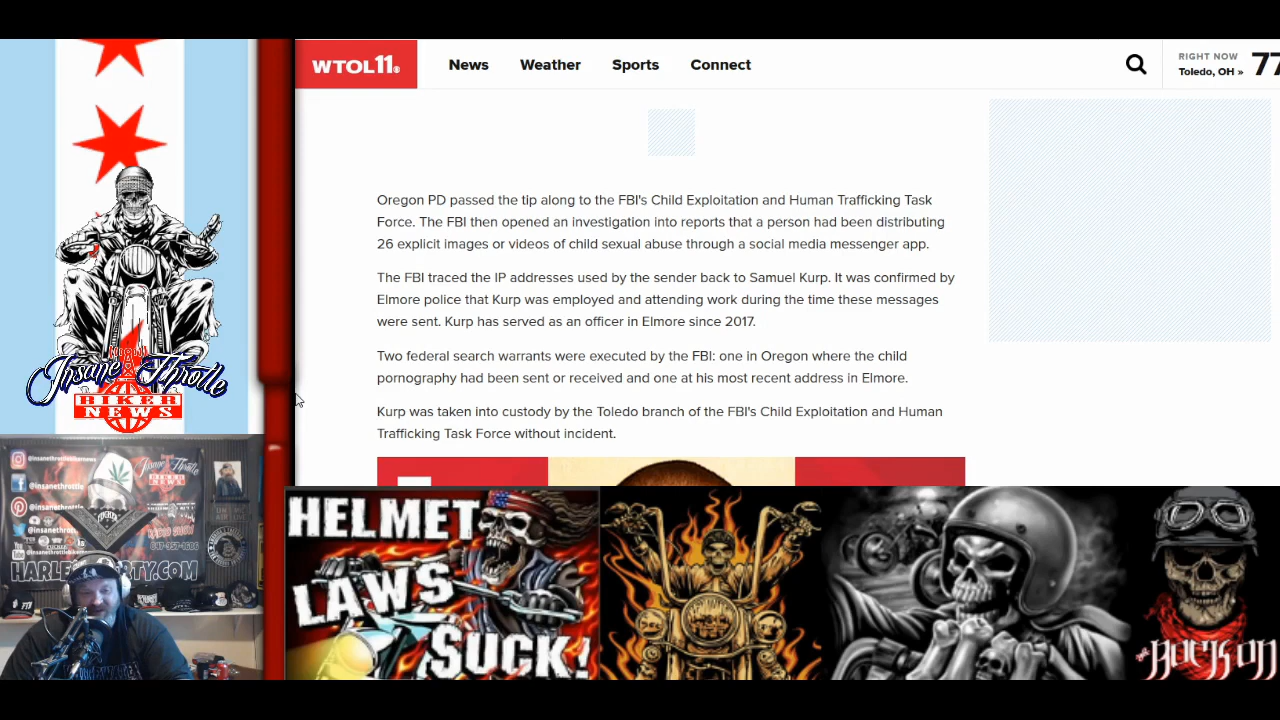 WTOL11
News
Weather
Sports
Connect
RIGHT NOW
Toledo, OH »
77
Oregon PD passed the tip along to the FBI's Child Exploitation and Human Trafficking Task
Force. The FBI then opened an investigation into reports that a person had been distributing
26 explicit images or videos of child sexual abuse through a social media messenger app.
The FBI traced the IP addresses used by the sender back to Samuel Kurp. It was confirmed by
Elmore police that Kurp was employed and attending work during the time these messages
were sent. Kurp has served as an officer in Elmore since 2017.
Two federal search warrants were executed by the FBI: one in Oregon where the child
pornography had been sent or received and one at his most recent address in Elmore.
Kurp was taken into custody by the Toledo branch of the FBI's Child Exploitation and Human
Trafficking Task Force without incident.
Insane Throttle
BIKER
NEWS
@insanethrottlebikernews
@insanethrottle
Insane Throttle
BIKER
NEWS
HELMET
LAWS
SUCK!